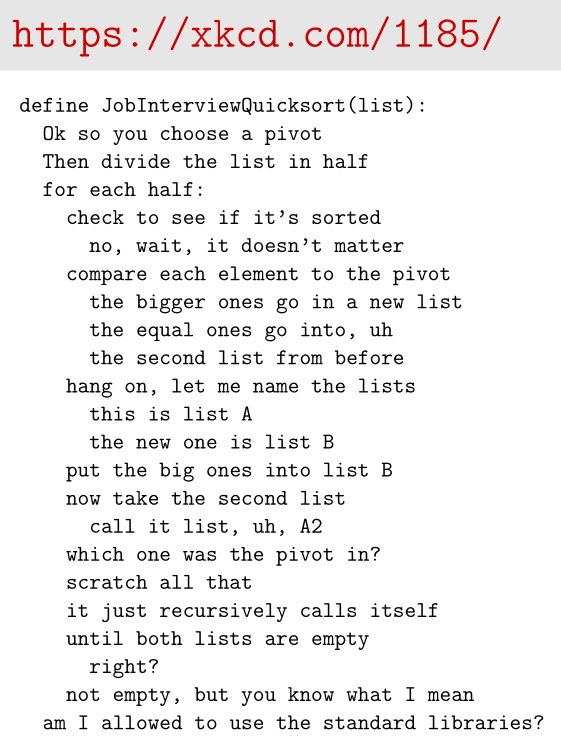 https://xkcd.com/1185/
define JobInterviewQuicksort(list):
Ok so you choose a pivot
Then divide the list in half
for each half:
check to see if it's sorted
no, wait, it doesn't matter
compare each element to the pivot
the bigger ones go in a new list
the equal ones go into, uh
the second list from before
hang on, let me name the lists
this is list A
the new one is list B
put the big ones into list B
now take the second list
call it list, uh, A2
which one was the pivot in?
scratch all that
it just recursively calls itself
until both lists are empty
right?
not empty, but you know what I mean
am I allowed to use the standard libraries?